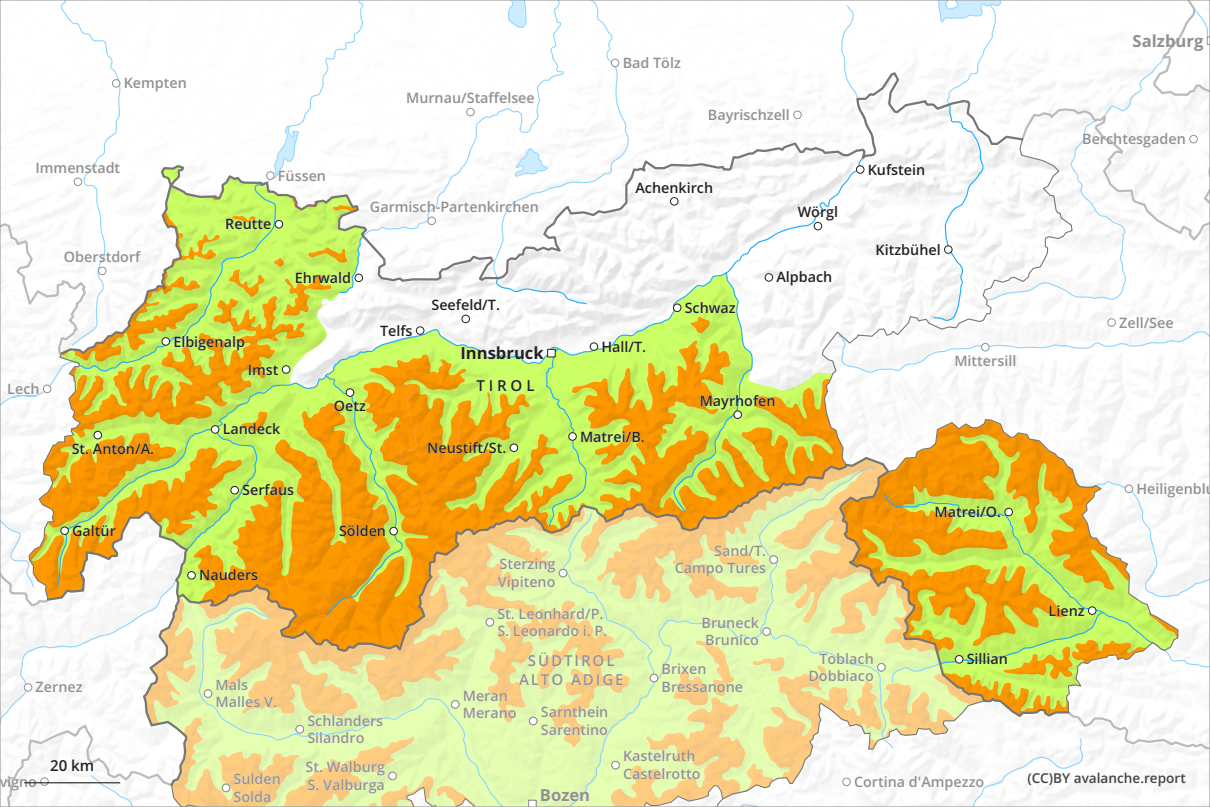 Salzburg
Bad Tölz
Kempten
Murnau/Staffelsee
Bayrischzell
Berchtesgaden
Immenstadt
Füssen
Kufstein
Achenkirch
Garmisch-Partenkirchen
Wörgl
Reutte
Kitzbühel
Oberstdorf
Ehrwald
Alpbach
Seefeld/T.
Schwaz
Zell/See
Telfs
Elbigenalp
Innsbruck
Hall/T.
Mittersill
Imst
TIROL
Lech
Mayrhofen
Oetz
Landeck
Matrei/B.
St. Anton/A.
Neustift/St.
Serfaus
Heiligenblu
Matrei/O.
Galtür
Sölden
Sand/T.
Campo Tures
Sterzing
Vipiteno
Nauders
Lienz
St. Leonhard/P.
S. Leonardo i. P.
Bruneck
Brunico
Sillian
SÜDTIROL
ALTO ADIGE
Toblach
Dobbiaco
Brixen
Bressanone
Zernez
Mals
Malles V.
Meran
Merano
Sarnthein
Sarentino
Schlanders
Silandro
Kastelruth
Castelrotto
St. Walburg
S. Valburga
20 km
vigno
Sulden
Solda
Cortina d'Ampezzo
(CC)BY avalanche.report
Bozen